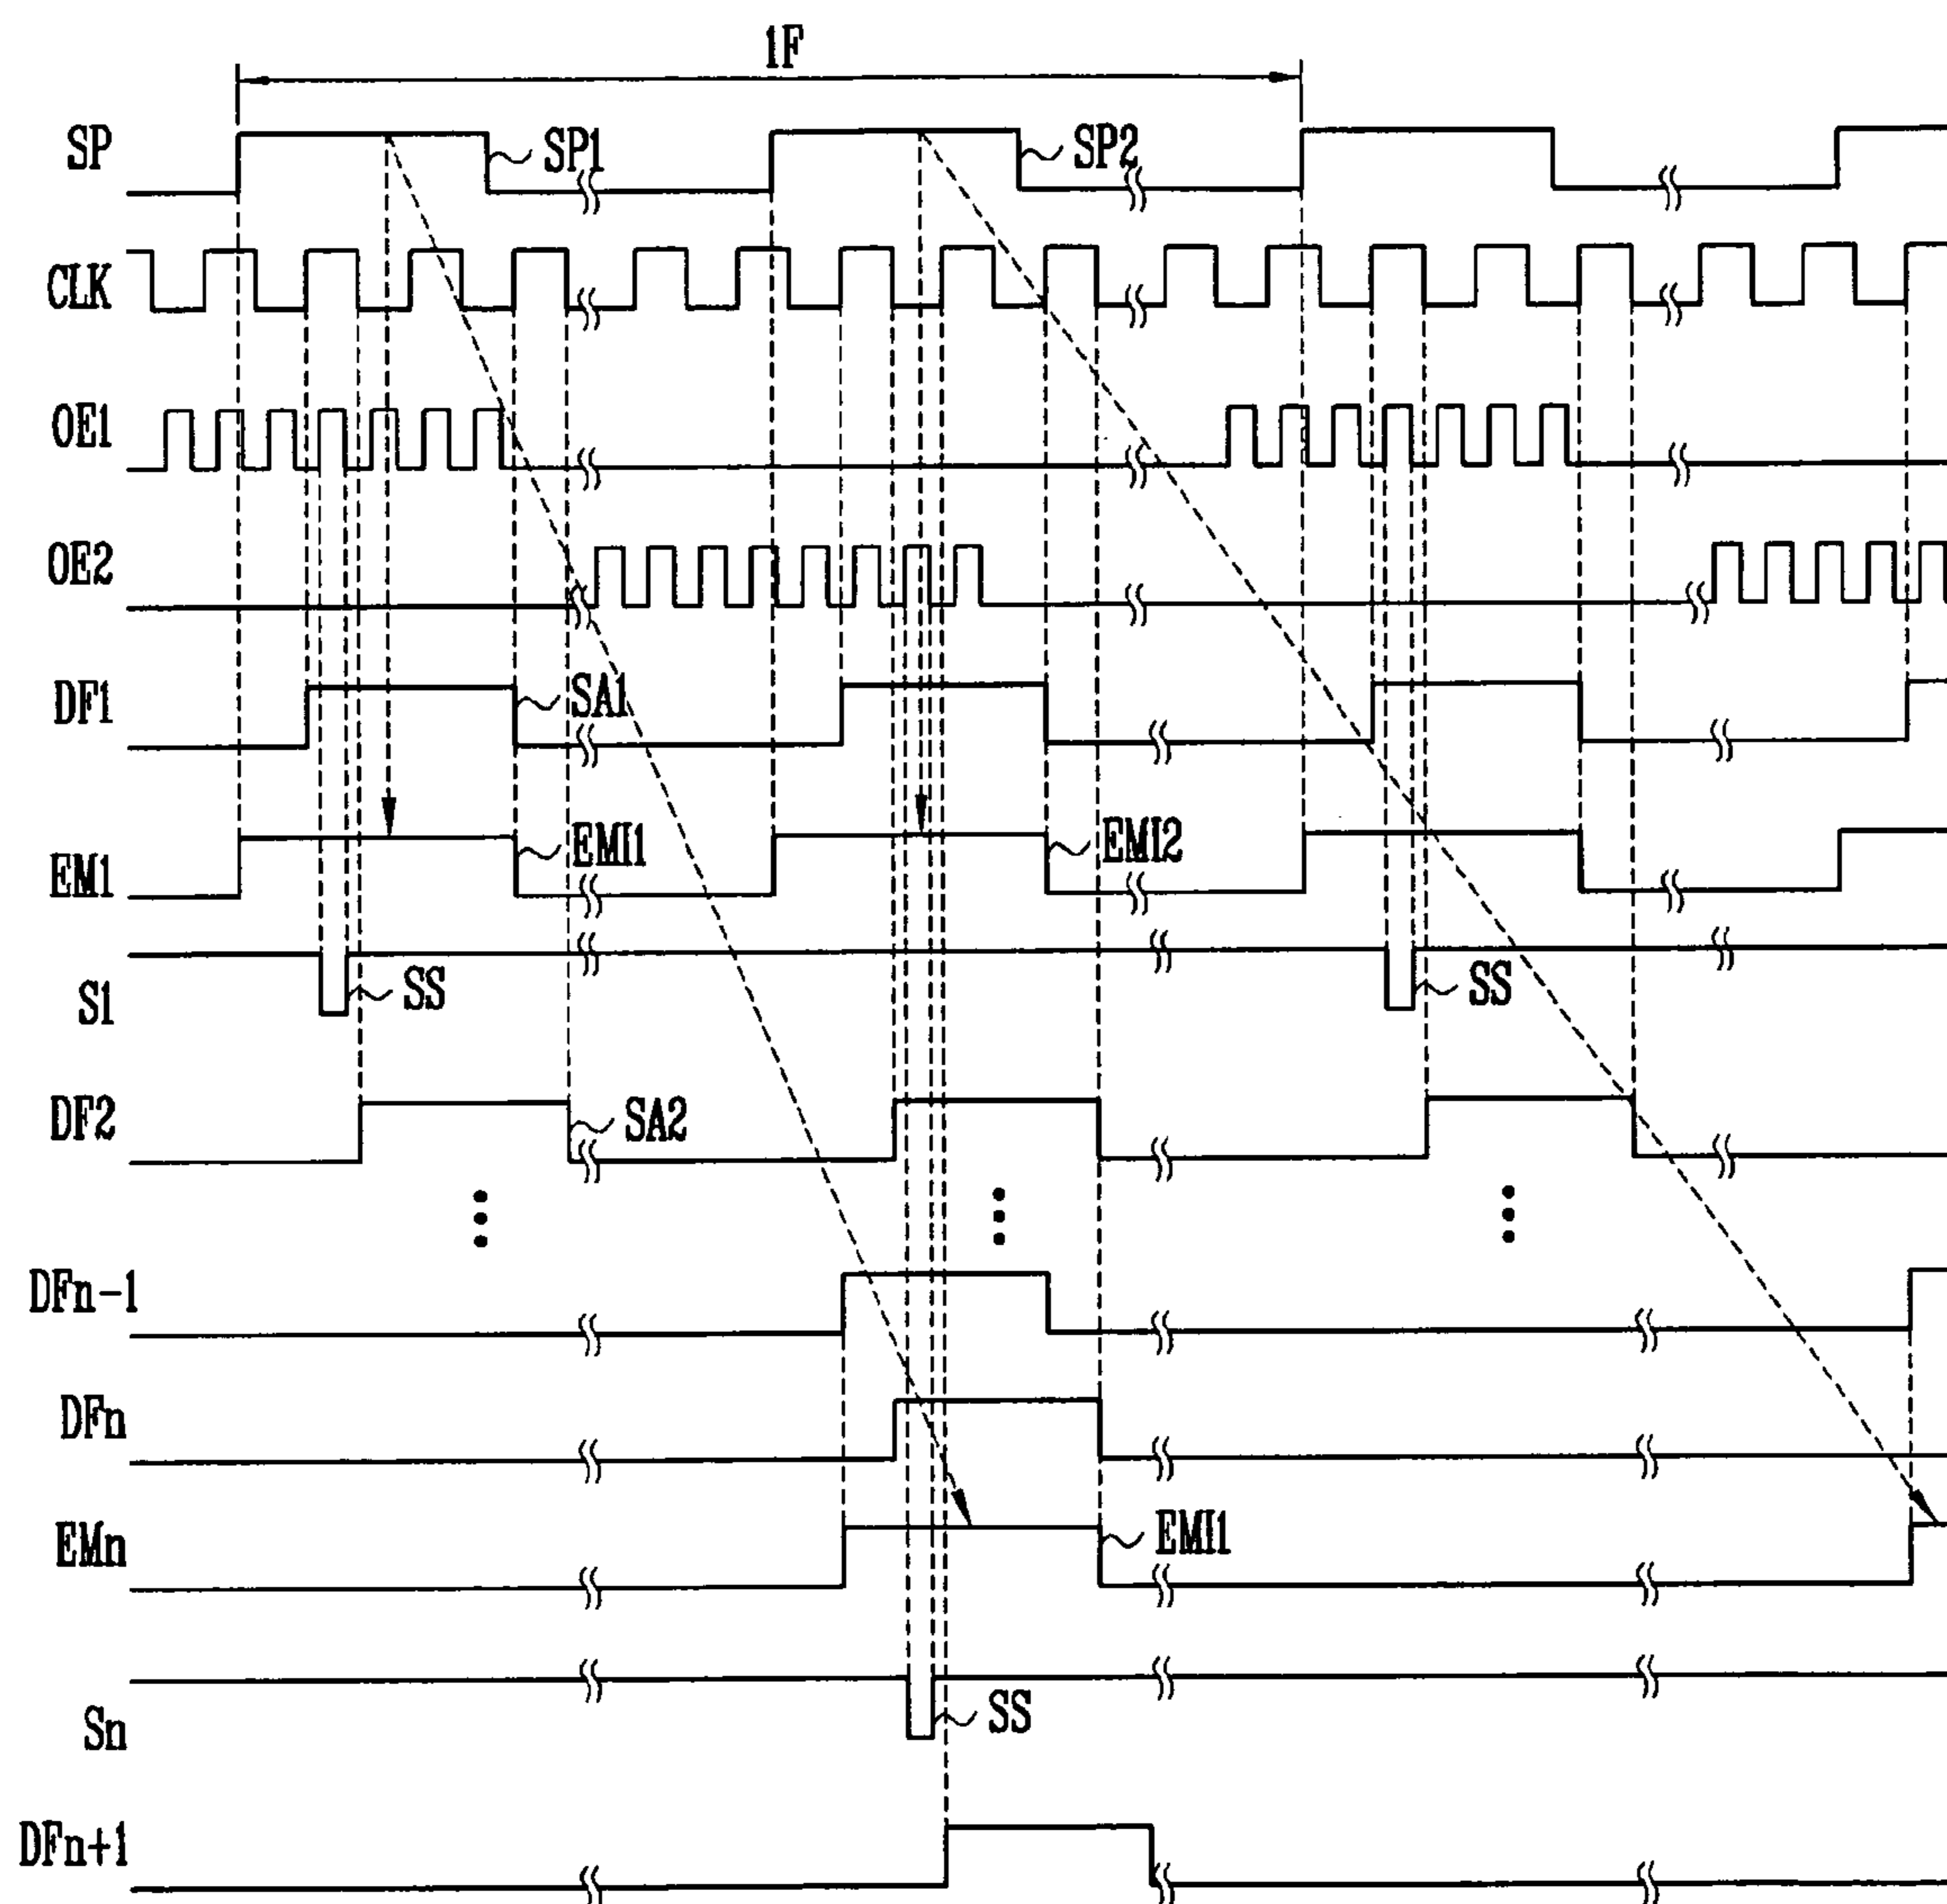 1F
SP SP1 SP2
CLK
OE1
OE2
DF1 SA1
EM1 EMI1 EMI2
S1 SS SS
DF2 SA2
DFn-1
DFn
EMn EMI1
Sn SS
DFn+1